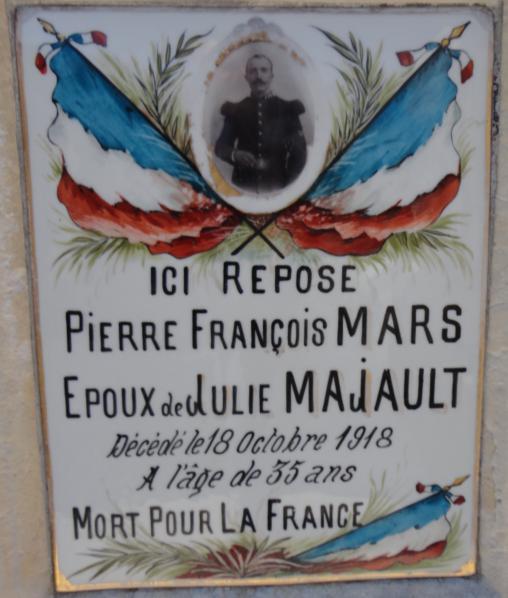 ICI REPOSE
PIERRE FRANÇOIS MARS
EPOUX de JULIE MAJAULT
Décédé le 18 Octobre 1918
A l'âge de 35 ans
MORT POUR LA FRANCE